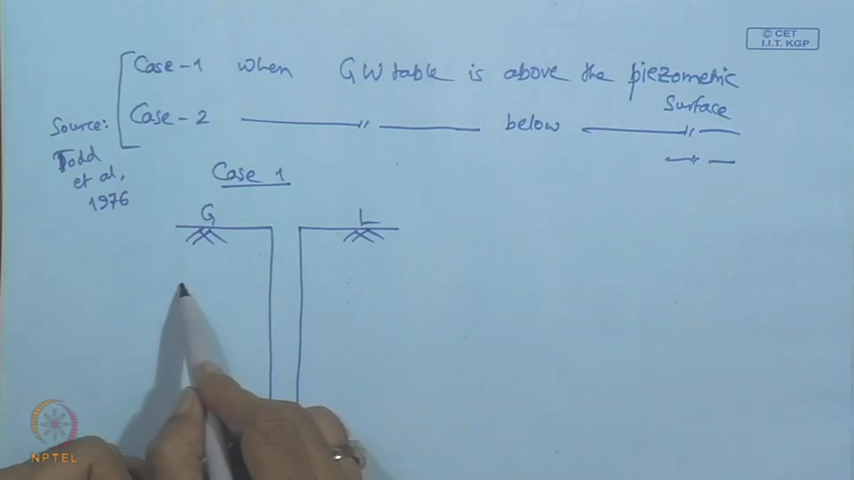 © CET
I.I.T. KGP
Case-1 when GW table is above the piezometric
Surface
Case-2 —〃— below —〃—
—〃—
Source:
Todd
et al,
1976
Case 1
G L
NPTEL